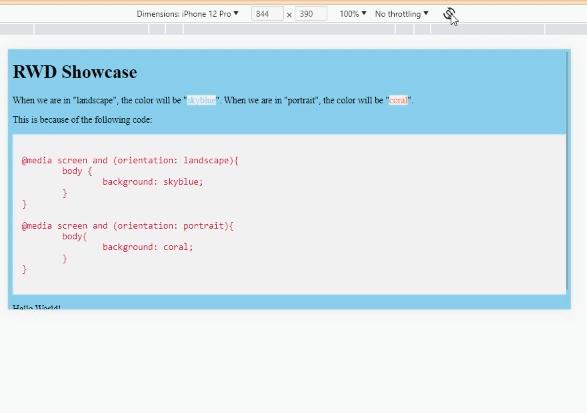 Dimensions: iPhone 12 Pro ▼ 844 × 390 100% ▼ No throttling ▼
RWD Showcase
When we are in "landscape", the color will be "skyblue". When we are in "portrait", the color will be "coral".
This is because of the following code:
@media screen and (orientation: landscape){
body {
background: skyblue;
}
}
@media screen and (orientation: portrait){
body{
background: coral;
}
}
Hello World!